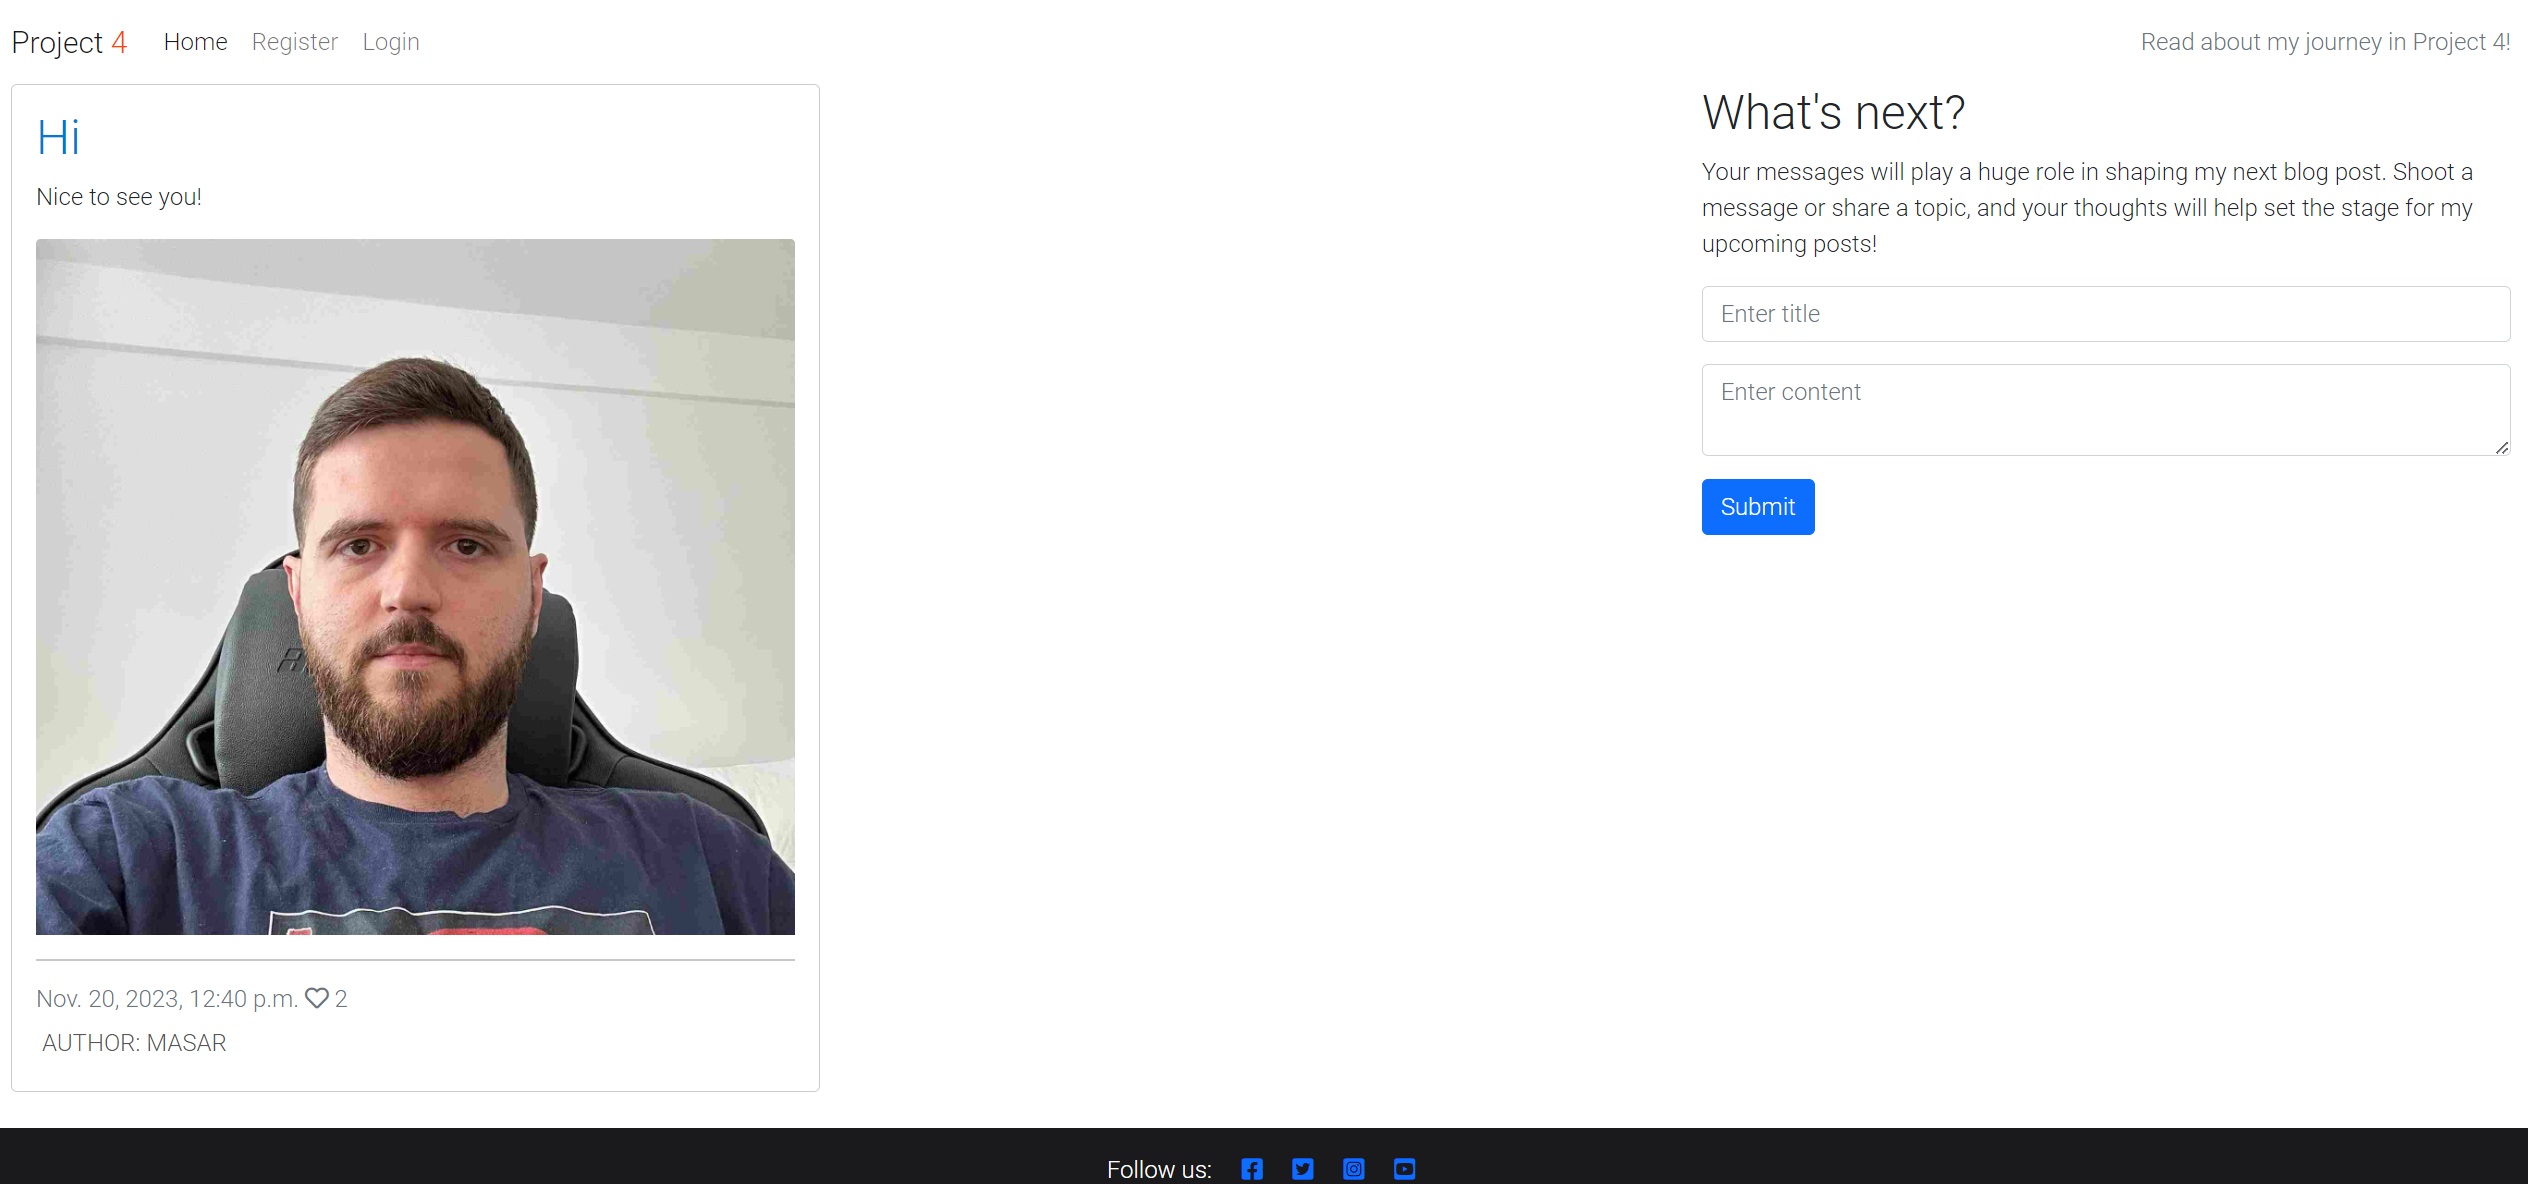 Project 4 Home Register Login
Read about my journey in Project 4!
Hi
Nice to see you!
Nov. 20, 2023, 12:40 p.m. 2
AUTHOR: MASAR
What's next?
Your messages will play a huge role in shaping my next blog post. Shoot a
message or share a topic, and your thoughts will help set the stage for my
upcoming posts!
Enter title
Enter content
Submit
Follow us: